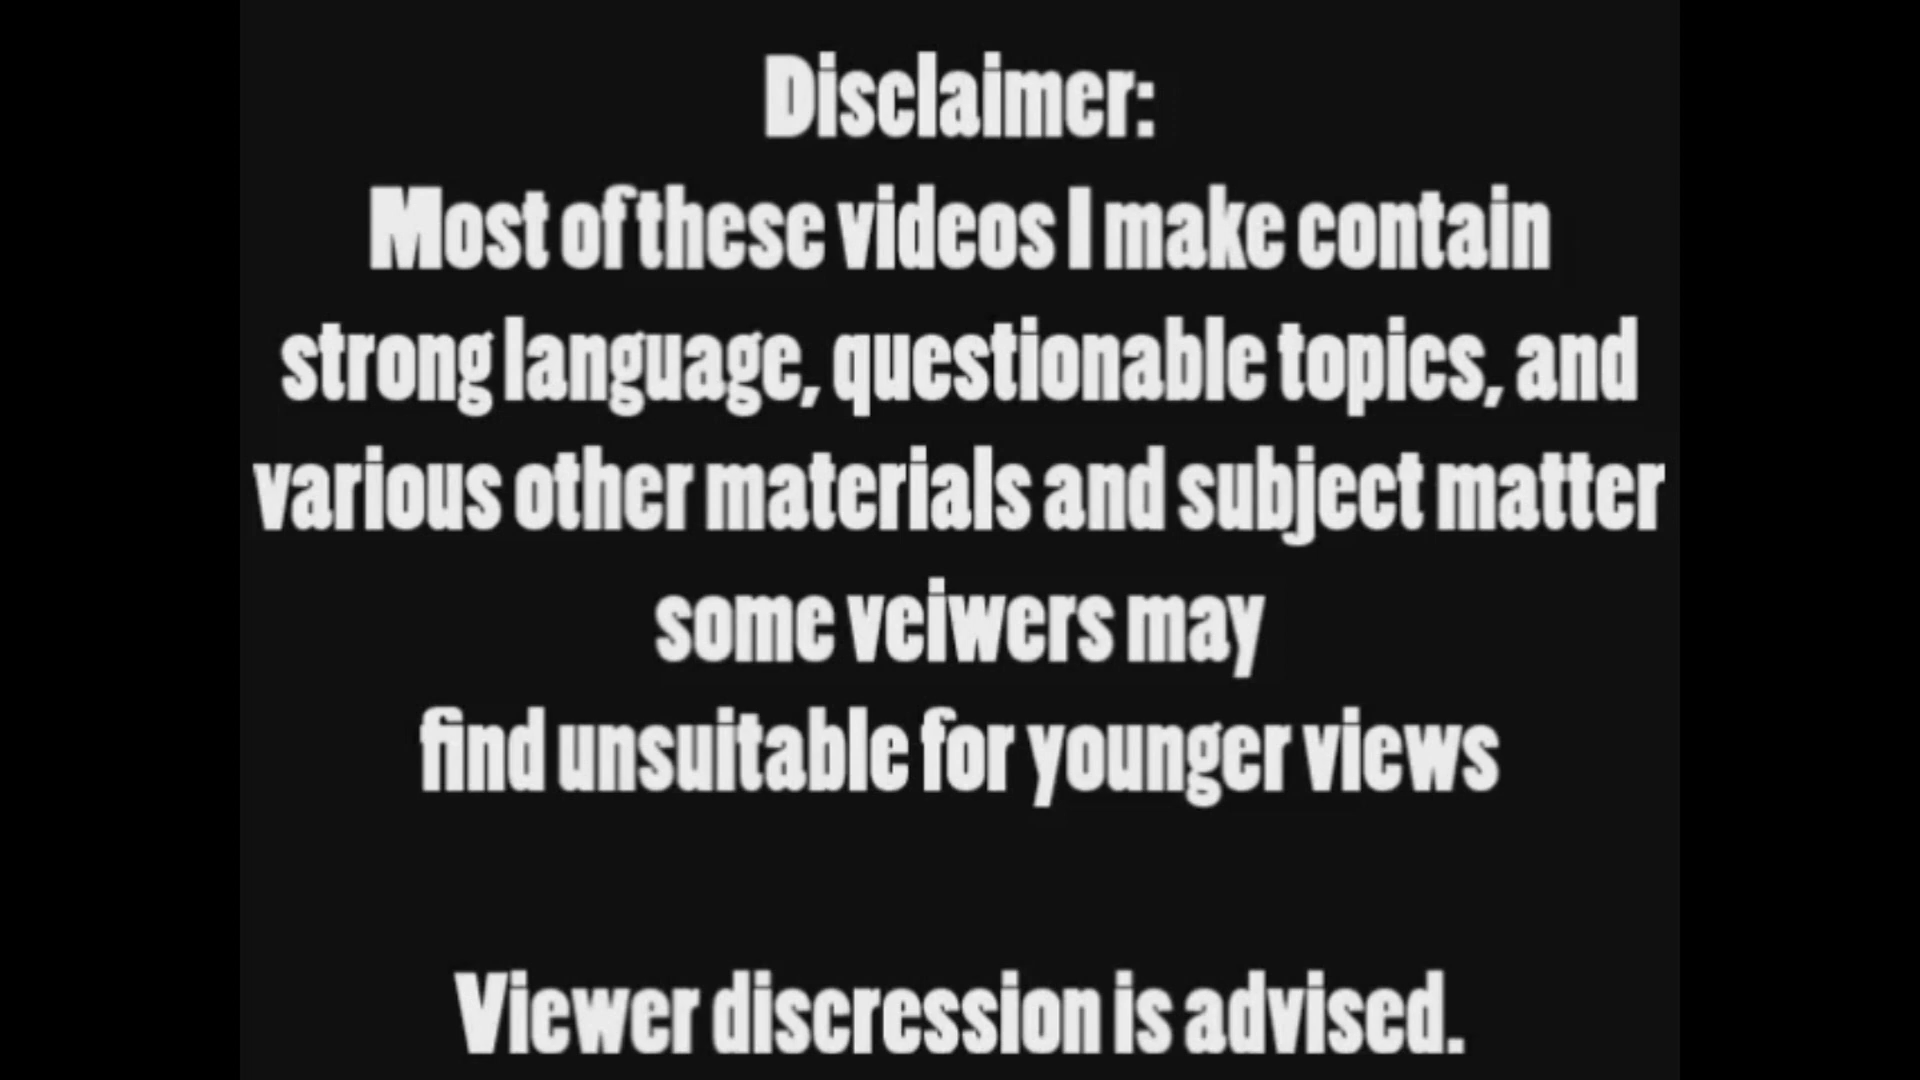 Disclaimer:
Most of these videos I make contain
strong language, questionable topics, and
various other materials and subject matter
some veiwers may
find unsuitable for younger views
Viewer discression is advised.